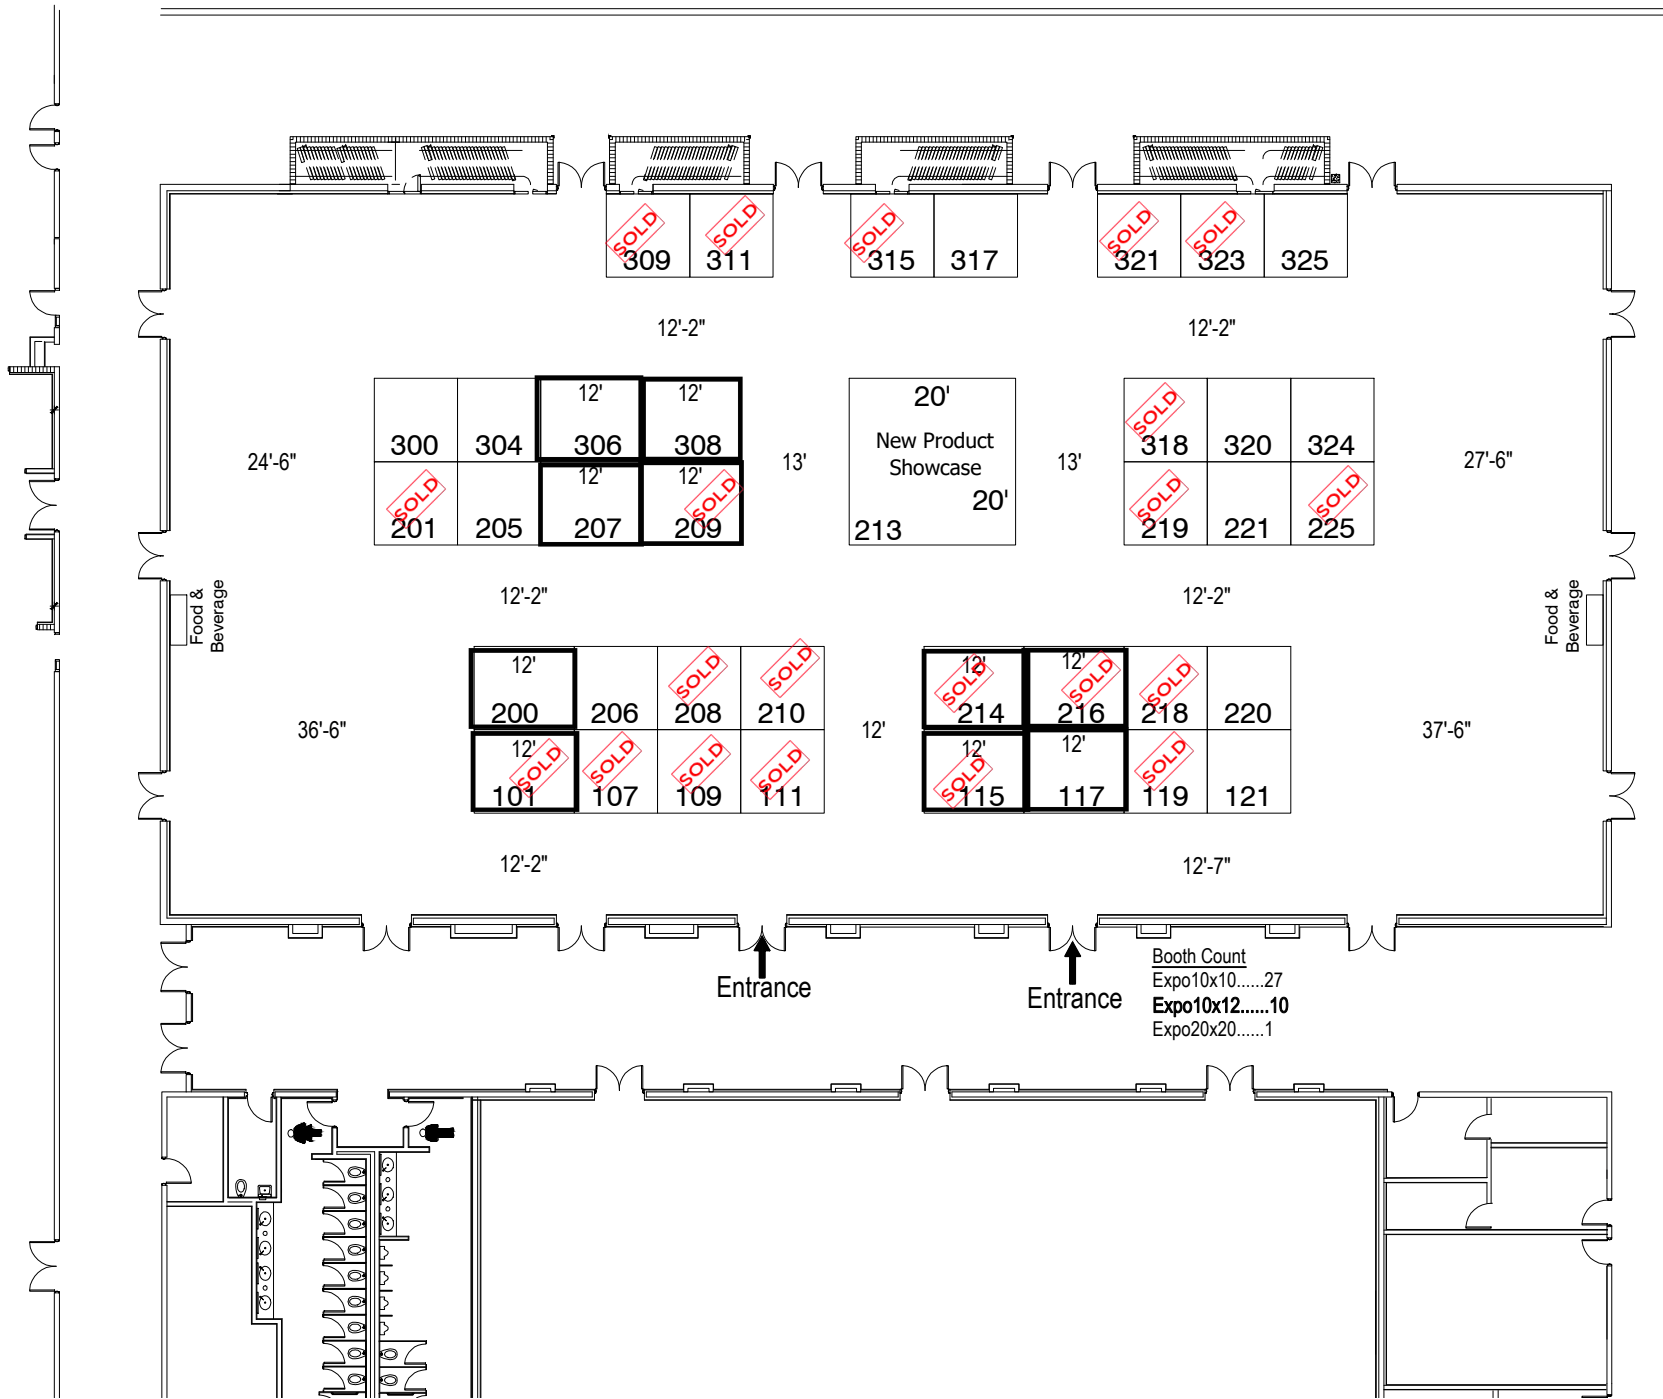 SOLD
309
SOLD
311
SOLD
315
317
SOLD
321
SOLD
323
325
12'-2"
12'-2"
300
304
12'
306
12'
308
20'
New Product
Showcase
20'
213
SOLD
318
320
324
24'-6"
13'
13'
27'-6"
SOLD
201
205
12'
207
12'
SOLD
209
SOLD
219
221
SOLD
225
Food &
Beverage
12'-2"
12'-2"
Food &
Beverage
12'
200
206
SOLD
208
SOLD
210
12'
SOLD
214
12'
SOLD
216
SOLD
218
220
36'-6"
12'
37'-6"
12'
SOLD
101
SOLD
107
SOLD
109
SOLD
111
12'
SOLD
115
12'
117
SOLD
119
121
12'-2"
12'-7"
Entrance
Entrance
Booth Count
Expo10x10......27
Expo10x12......10
Expo20x20......1